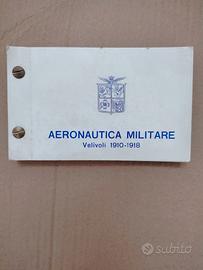 AERONAUTICA MILITARE
Velivoli 1910-1918
subito